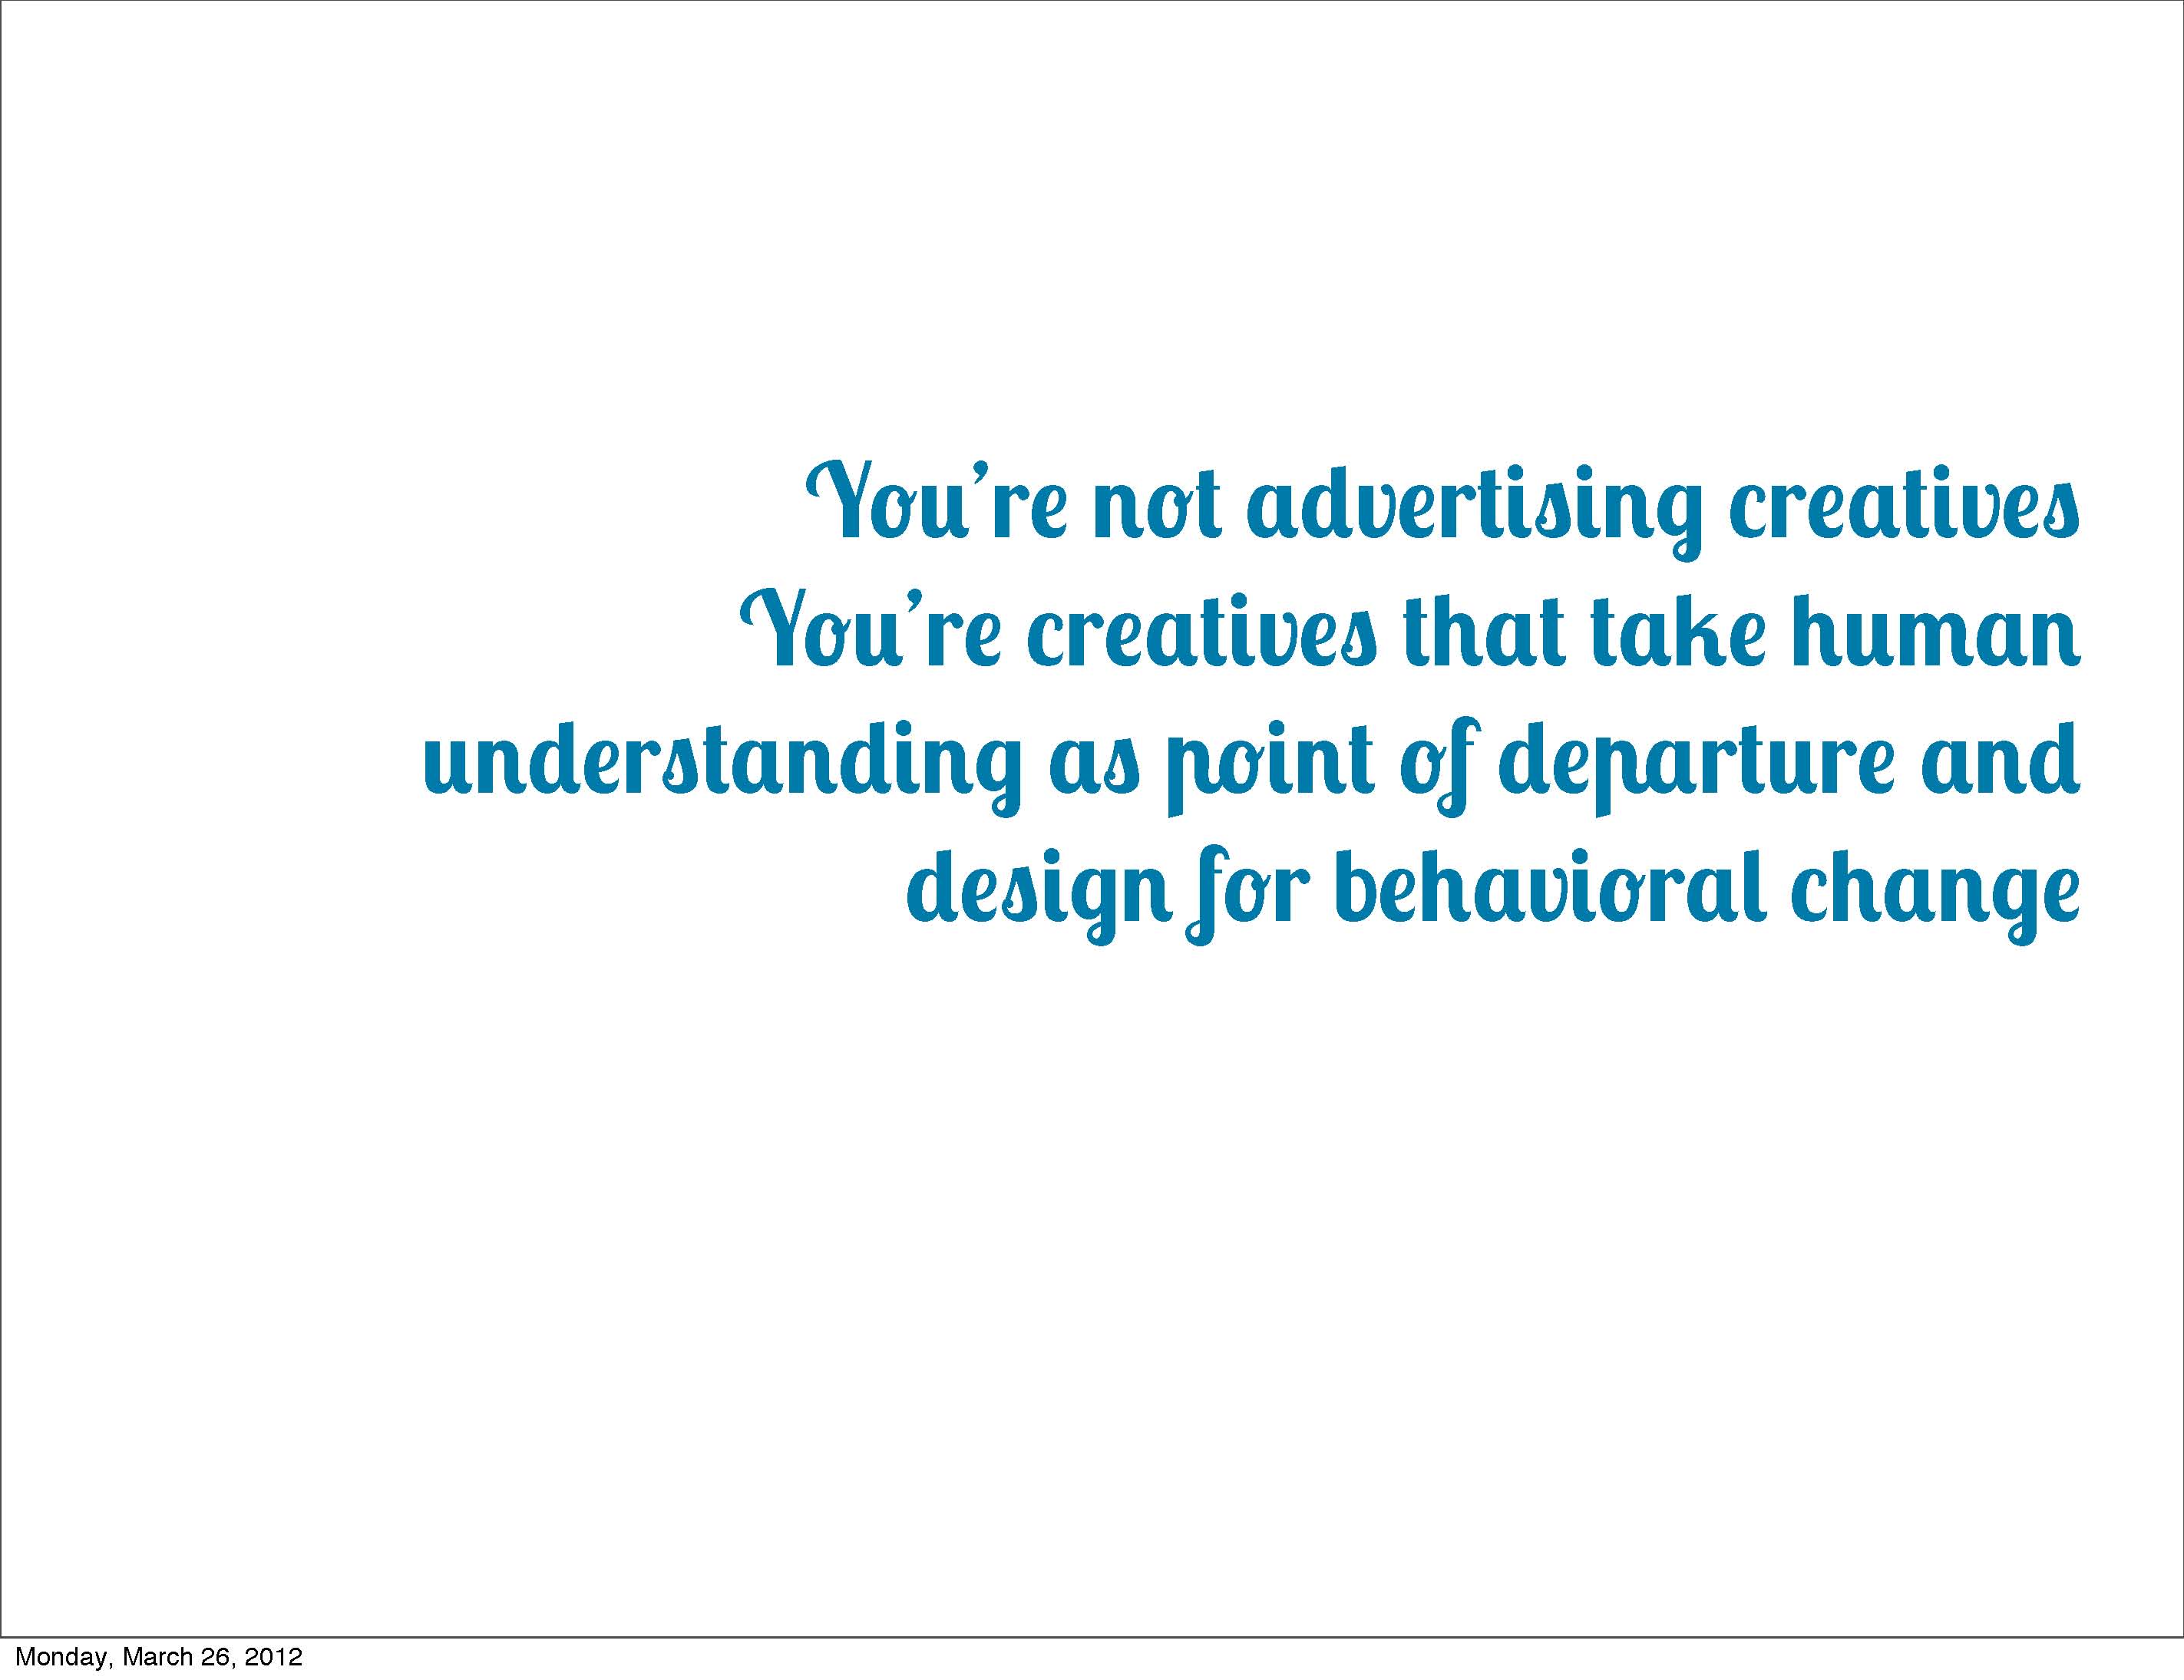 You’re not advertising creatives
You’re creatives that take human
understanding as point of departure and
design for behavioral change
Monday, March 26, 2012